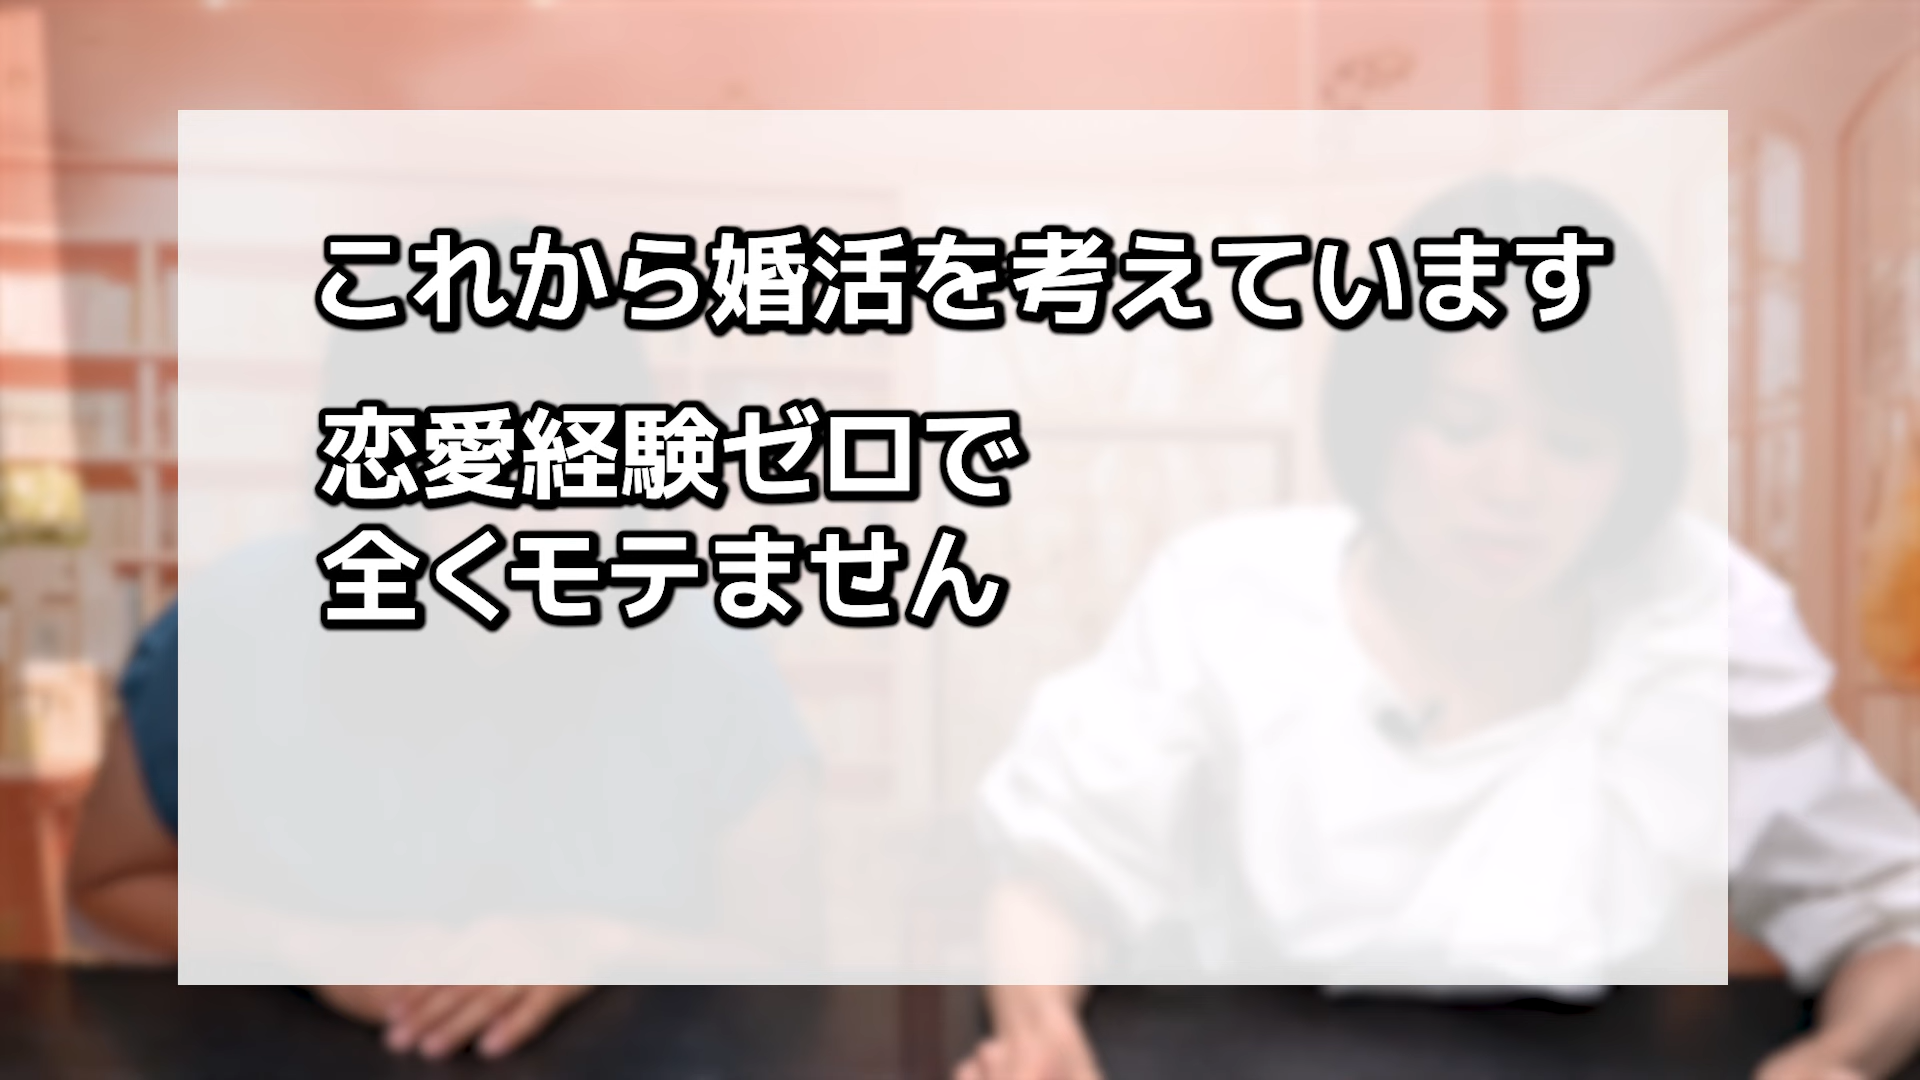 これから婚活を考えています
恋愛経験ゼロで
全くモテません